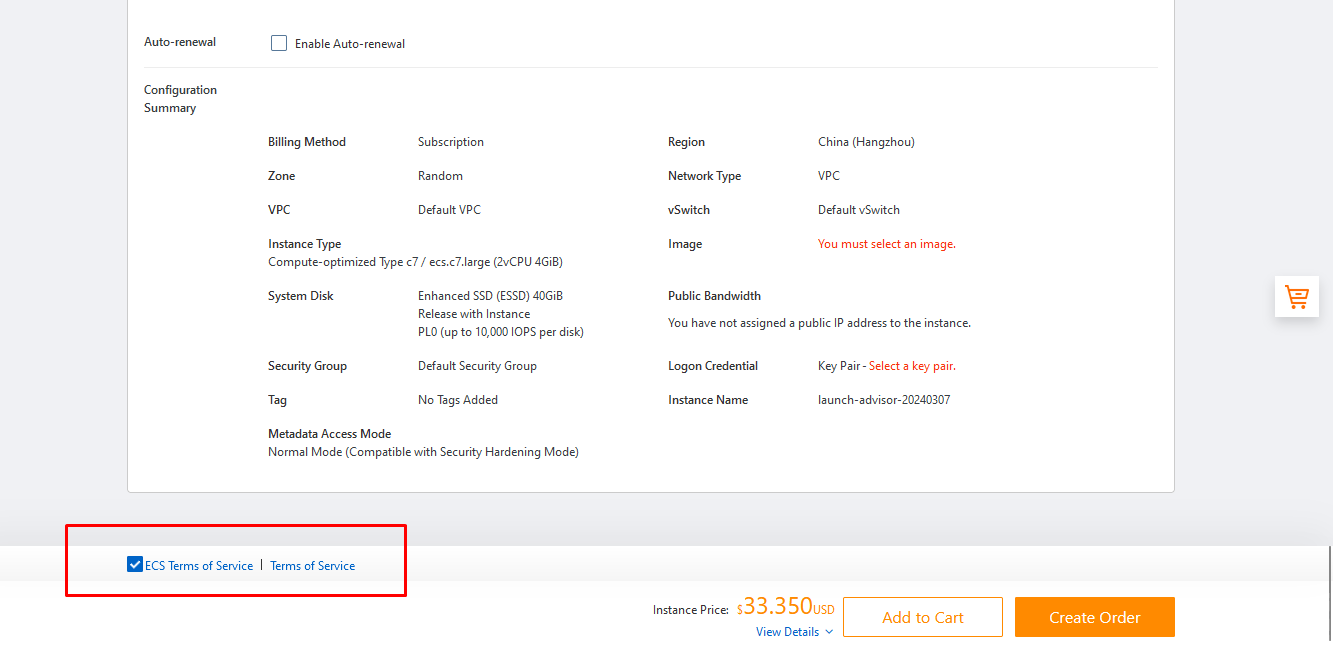 Auto-renewal
Enable Auto-renewal
Configuration
Summary
Billing Method
Subscription
Region
China (Hangzhou)
Zone
Random
Network Type
VPC
VPC
Default VPC
vSwitch
Default vSwitch
Instance Type
Compute-optimized Type c7 / ecs.c7.large (2vCPU 4GiB)
Image
You must select an image.
System Disk
Enhanced SSD (ESSD) 40GiB
Release with Instance
PL0 (up to 10,000 IOPS per disk)
Public Bandwidth
You have not assigned a public IP address to the instance.
Security Group
Default Security Group
Logon Credential
Key Pair - Select a key pair.
Tag
No Tags Added
Instance Name
launch-advisor-20240307
Metadata Access Mode
Normal Mode (Compatible with Security Hardening Mode)
ECS Terms of Service | Terms of Service
Instance Price: $33.350USD
View Details
Add to Cart
Create Order